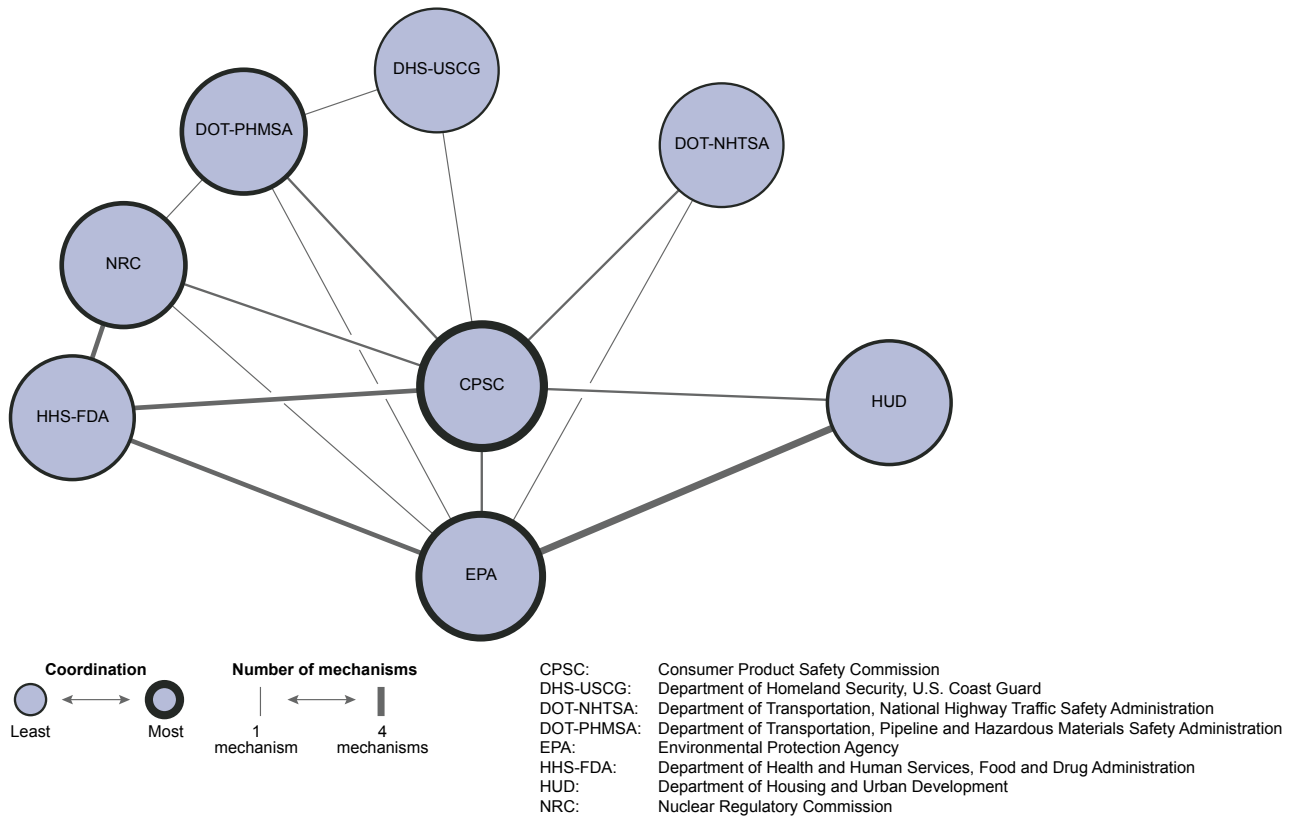 DHS-USCG
DOT-PHMSA
DOT-NHTSA
NRC
CPSC
HUD
HHS-FDA
EPA
Coordination
Least
Most
Number of mechanisms
1
mechanism
4
mechanisms
CPSC: Consumer Product Safety Commission
DHS-USCG: Department of Homeland Security, U.S. Coast Guard
DOT-NHTSA: Department of Transportation, National Highway Traffic Safety Administration
DOT-PHMSA: Department of Transportation, Pipeline and Hazardous Materials Safety Administration
EPA: Environmental Protection Agency
HHS-FDA: Department of Health and Human Services, Food and Drug Administration
HUD: Department of Housing and Urban Development
NRC: Nuclear Regulatory Commission